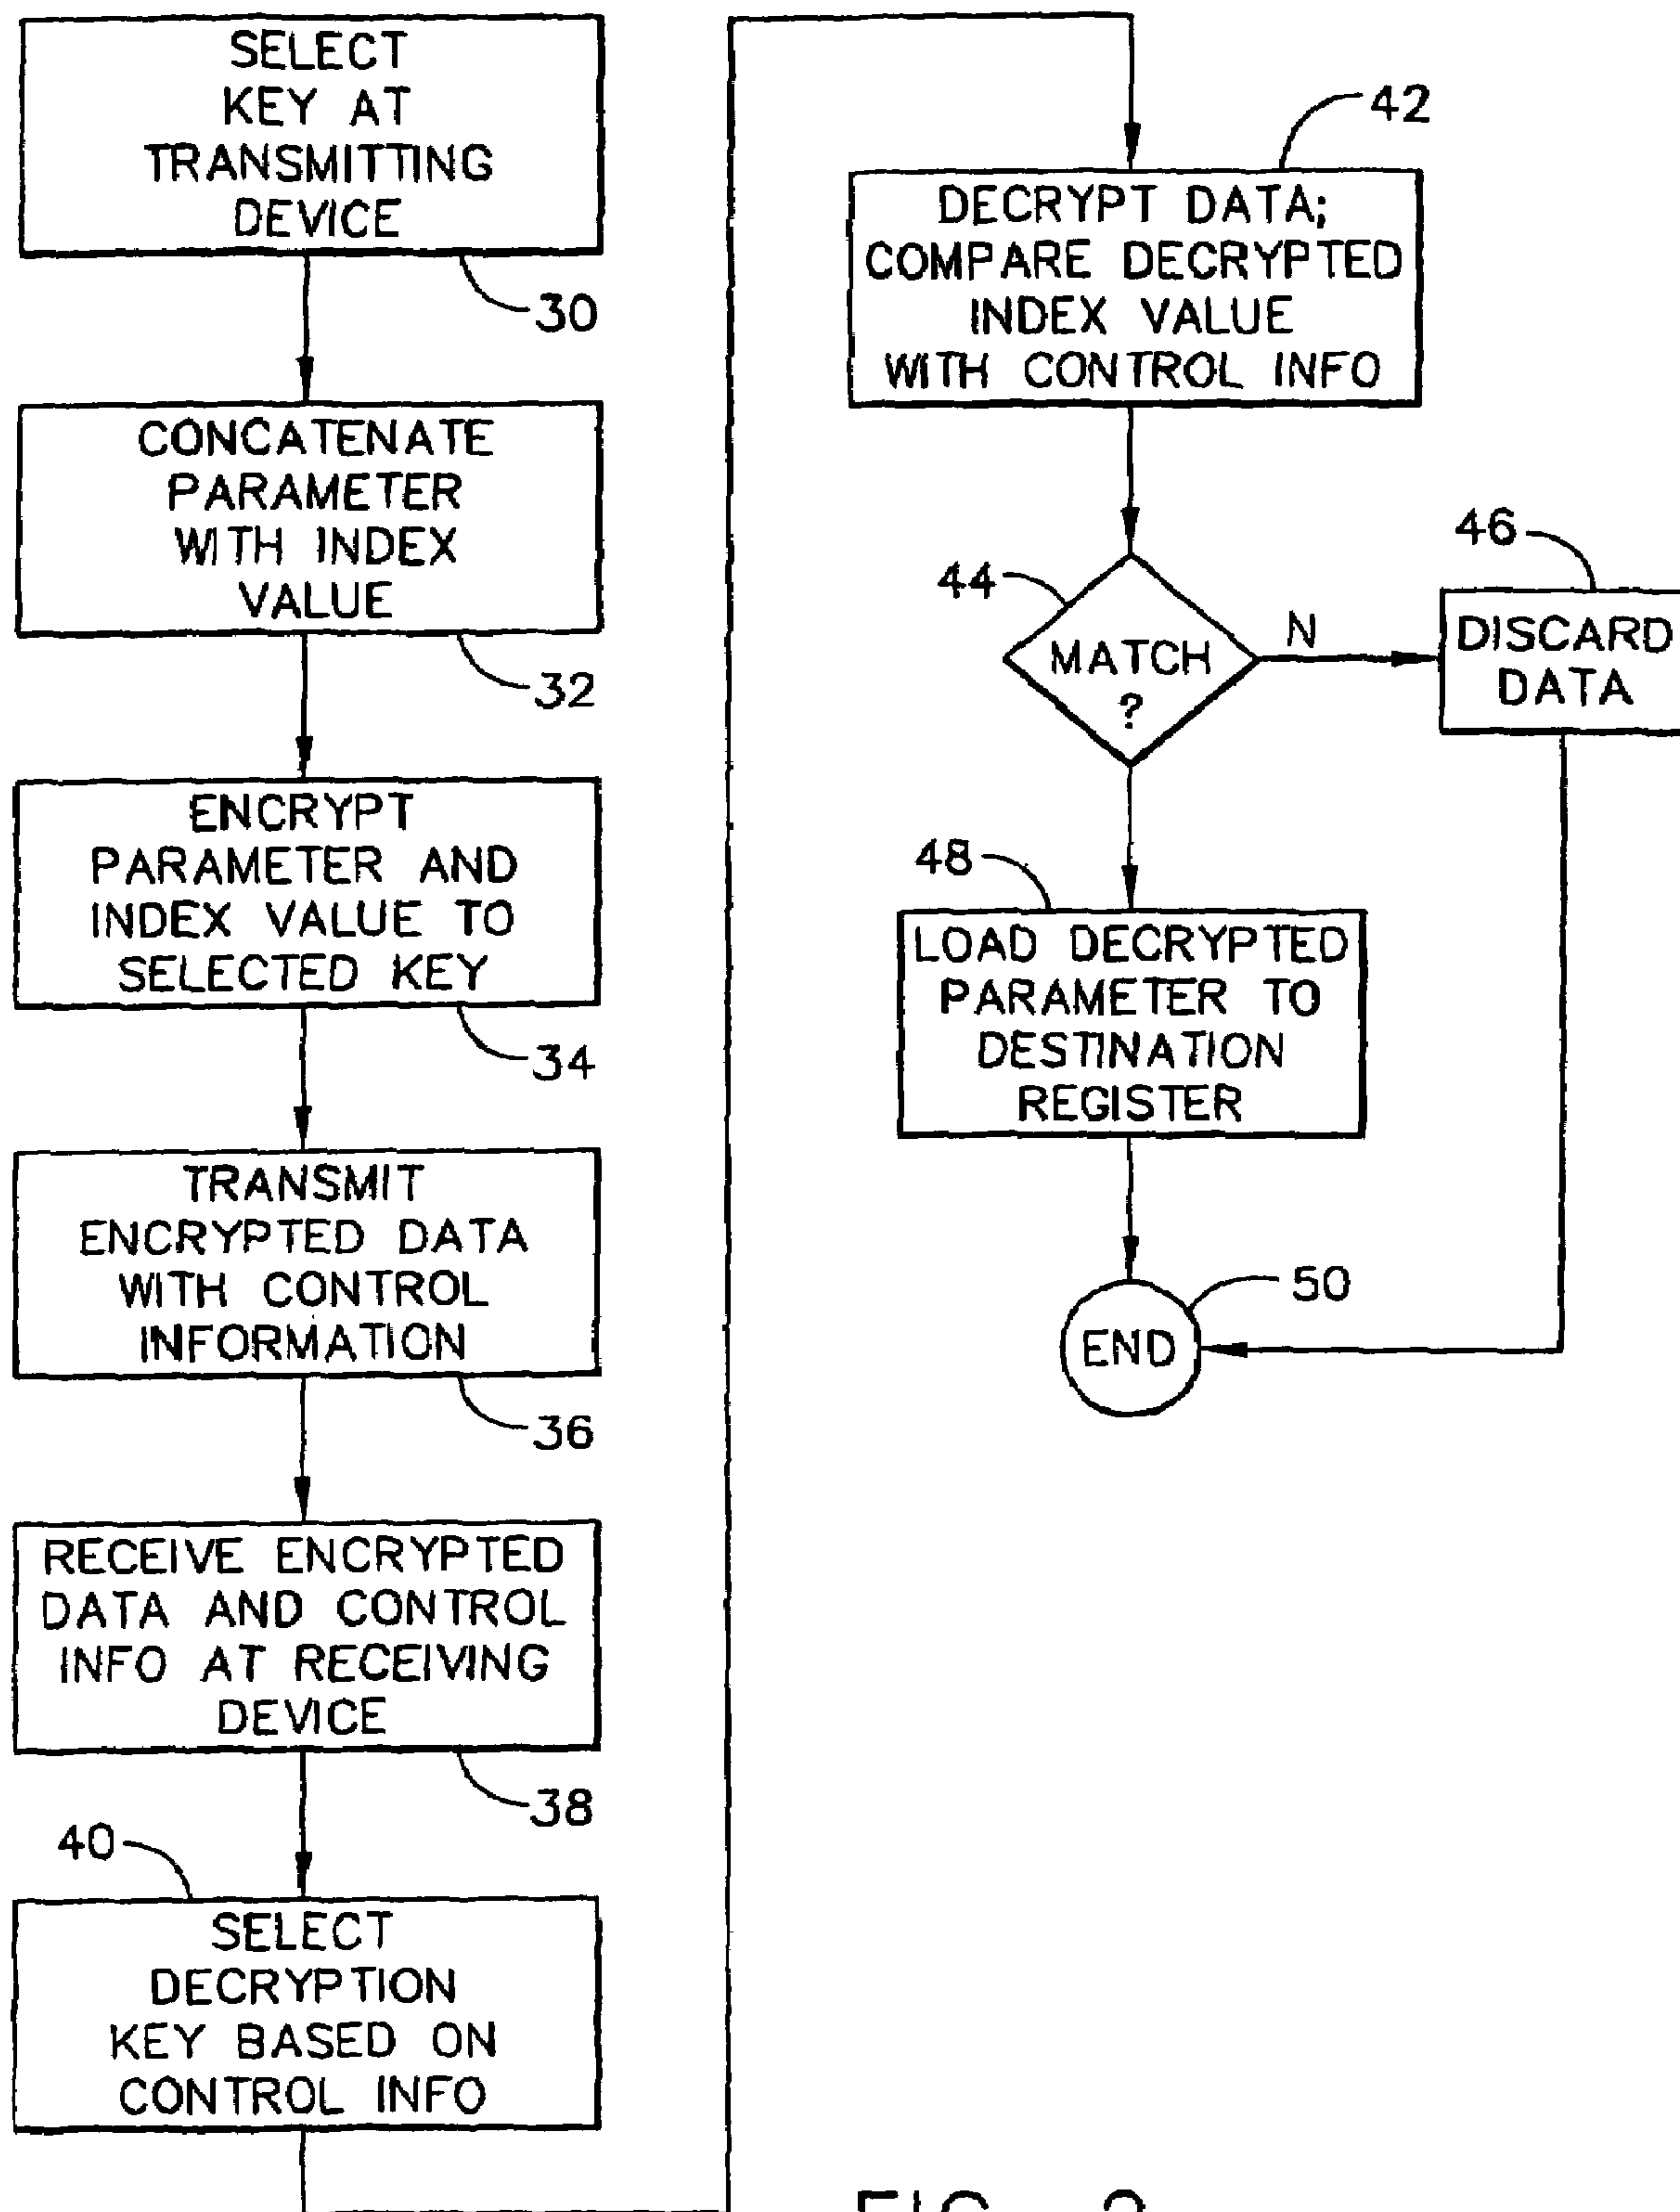 SELECT
KEY AT
TRANSMITTING
DEVICE
30
CONCATENATE
PARAMETER
WITH INDEX
VALUE
32
ENCRYPT
PARAMETER AND
INDEX VALUE TO
SELECTED KEY
34
TRANSMIT
ENCRYPTED DATA
WITH CONTROL
INFORMATION
36
RECEIVE ENCRYPTED
DATA AND CONTROL
INFO AT RECEIVING
DEVICE
38
40
SELECT
DECRYPTION
KEY BASED ON
CONTROL INFO
42
DECRYPT DATA;
COMPARE DECRYPTED
INDEX VALUE
WITH CONTROL INFO
44
MATCH
?
N
46
DISCARD
DATA
48
LOAD DECRYPTED
PARAMETER TO
DESTINATION
REGISTER
50
END